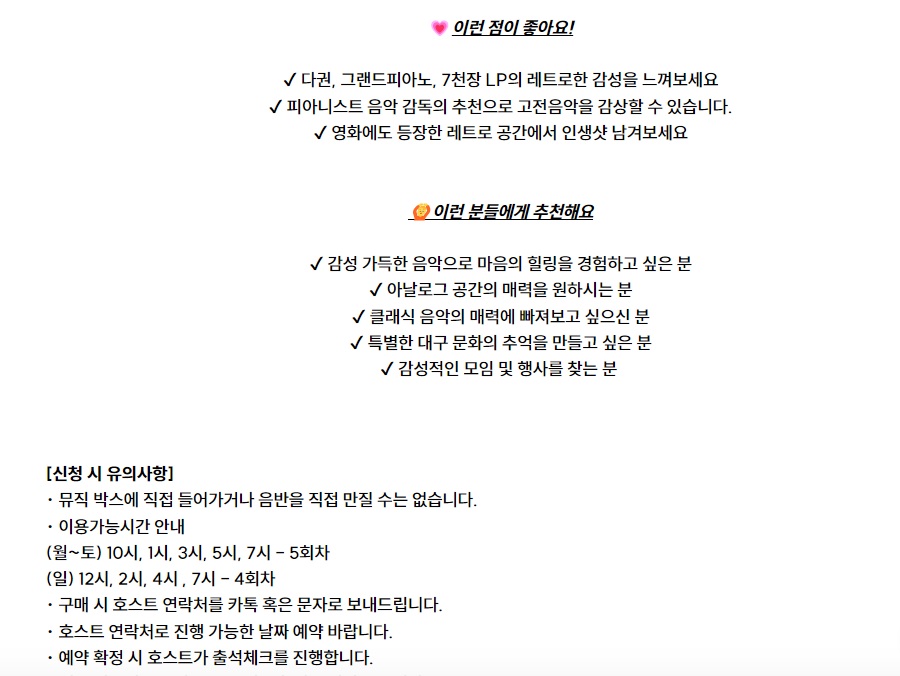 💗 이런 점이 좋아요!
✓ 다권, 그랜드피아노, 7천장 LP의 레트로한 감성을 느껴보세요
✓ 피아니스트 음악 감독의 추천으로 고전음악을 감상할 수 있습니다.
✓ 영화에도 등장한 레트로 공간에서 인생샷 남겨보세요
이런 분들에게 추천해요
✓ 감성 가득한 음악으로 마음의 힐링을 경험하고 싶은 분
✓ 아날로그 공간의 매력을 원하시는 분
✓ 클래식 음악의 매력에 빠져보고 싶으신 분
✓ 특별한 대구 문화의 추억을 만들고 싶은 분
✓ 감성적인 모임 및 행사를 찾는 분
[신청 시 유의사항]
· 뮤직 박스에 직접 들어가거나 음반을 직접 만질 수는 없습니다.
· 이용가능시간 안내
(월~토) 10시, 1시, 3시, 5시, 7시 - 5회차
(일) 12시, 2시, 4시 , 7시 - 4회차
· 구매 시 호스트 연락처를 카톡 혹은 문자로 보내드립니다.
· 호스트 연락처로 진행 가능한 날짜 예약 바랍니다.
· 예약 확정 시 호스트가 출석체크를 진행합니다.